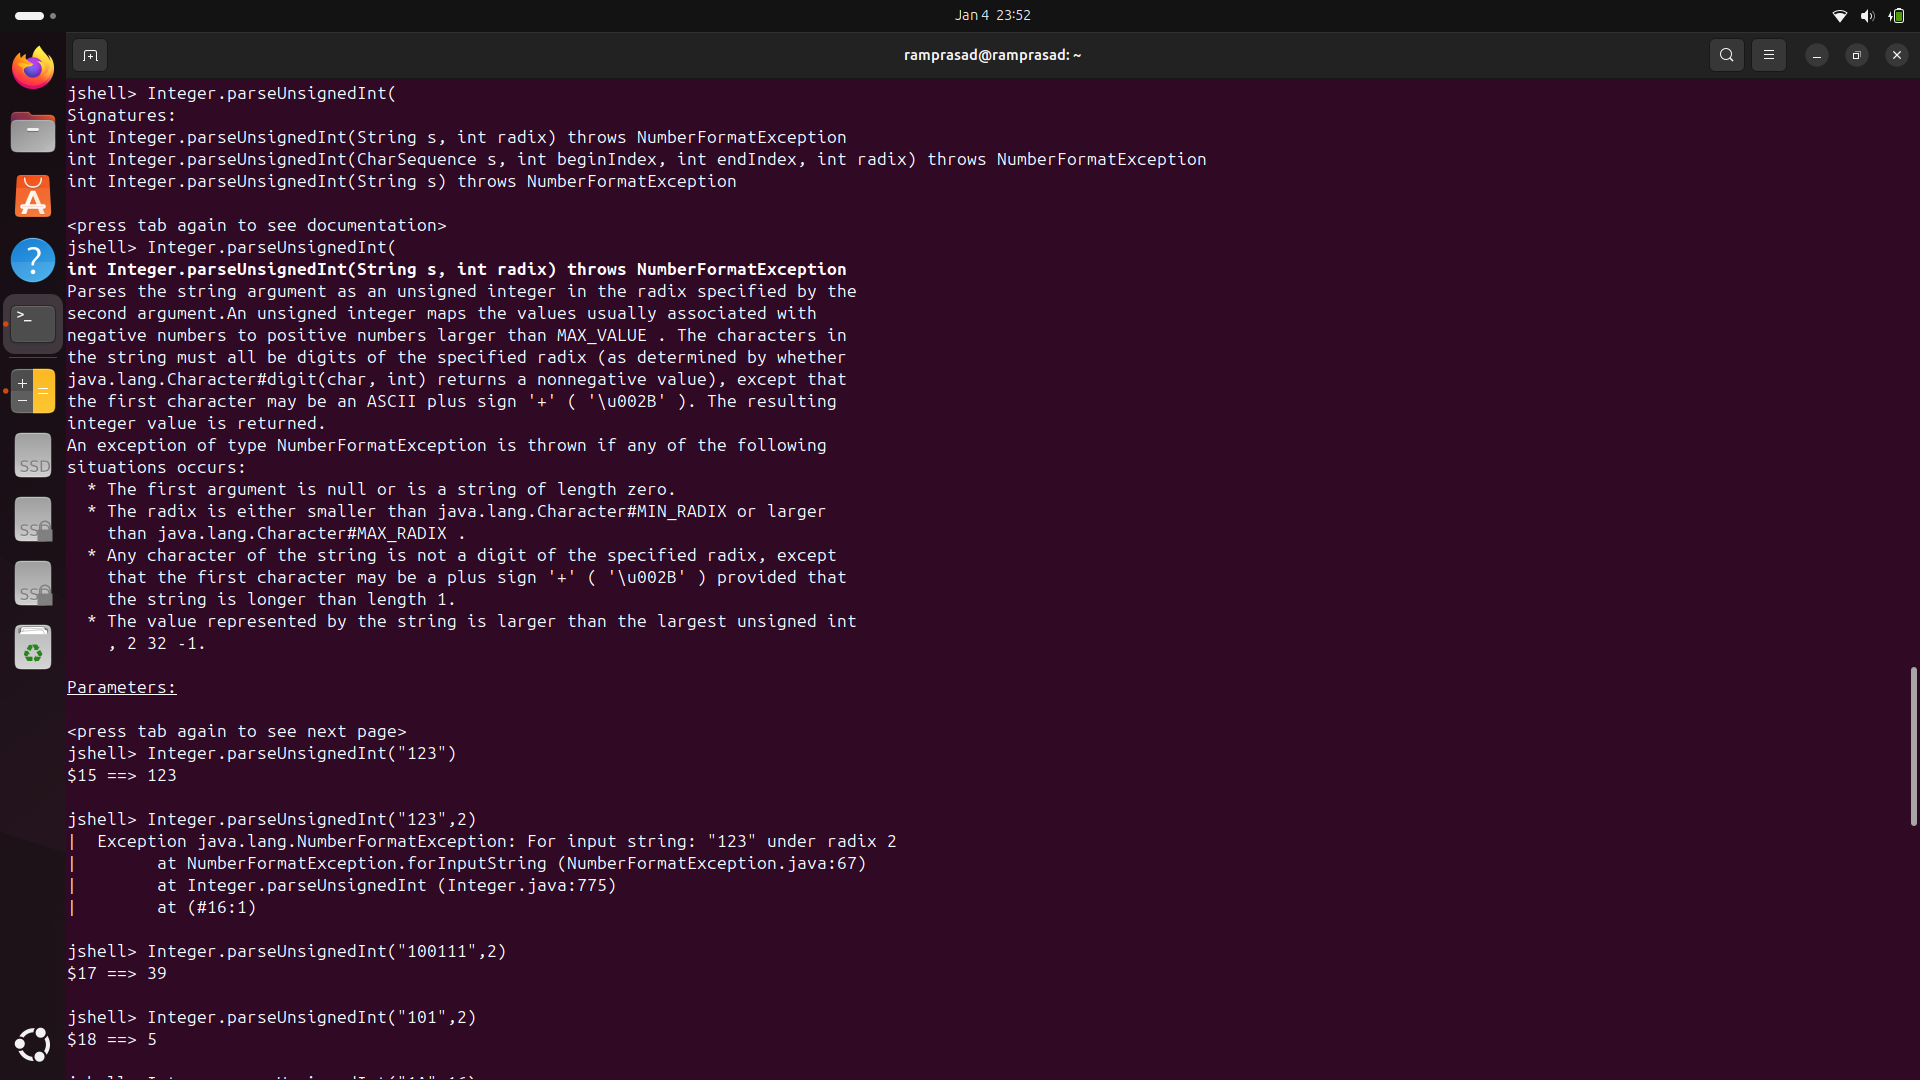 Jan 4 23:52
ramprasad@ramprasad: ~
jshell> Integer.parseUnsignedInt(
Signatures:
int Integer.parseUnsignedInt(String s, int radix) throws NumberFormatException
int Integer.parseUnsignedInt(CharSequence s, int beginIndex, int endIndex, int radix) throws NumberFormatException
int Integer.parseUnsignedInt(String s) throws NumberFormatException
<press tab again to see documentation>
jshell> Integer.parseUnsignedInt(
int Integer.parseUnsignedInt(String s, int radix) throws NumberFormatException
Parses the string argument as an unsigned integer in the radix specified by the
second argument.An unsigned integer maps the values usually associated with
negative numbers to positive numbers larger than MAX_VALUE . The characters in
the string must all be digits of the specified radix (as determined by whether
java.lang.Character#digit(char, int) returns a nonnegative value), except that
the first character may be an ASCII plus sign '+' ( '\u002B' ). The resulting
integer value is returned.
An exception of type NumberFormatException is thrown if any of the following
situations occurs:
* The first argument is null or is a string of length zero.
* The radix is either smaller than java.lang.Character#MIN_RADIX or larger
than java.lang.Character#MAX_RADIX .
* Any character of the string is not a digit of the specified radix, except
that the first character may be a plus sign '+' ( '\u002B' ) provided that
the string is longer than length 1.
* The value represented by the string is larger than the largest unsigned int
, 2 32 -1.
Parameters:
<press tab again to see next page>
jshell> Integer.parseUnsignedInt("123")
$15 ==> 123
jshell> Integer.parseUnsignedInt("123",2)
|  Exception java.lang.NumberFormatException: For input string: "123" under radix 2
|        at NumberFormatException.forInputString (NumberFormatException.java:67)
|        at Integer.parseUnsignedInt (Integer.java:775)
|        at (#16:1)
jshell> Integer.parseUnsignedInt("100111",2)
$17 ==> 39
jshell> Integer.parseUnsignedInt("101",2)
$18 ==> 5
SSD
SSD
SSD